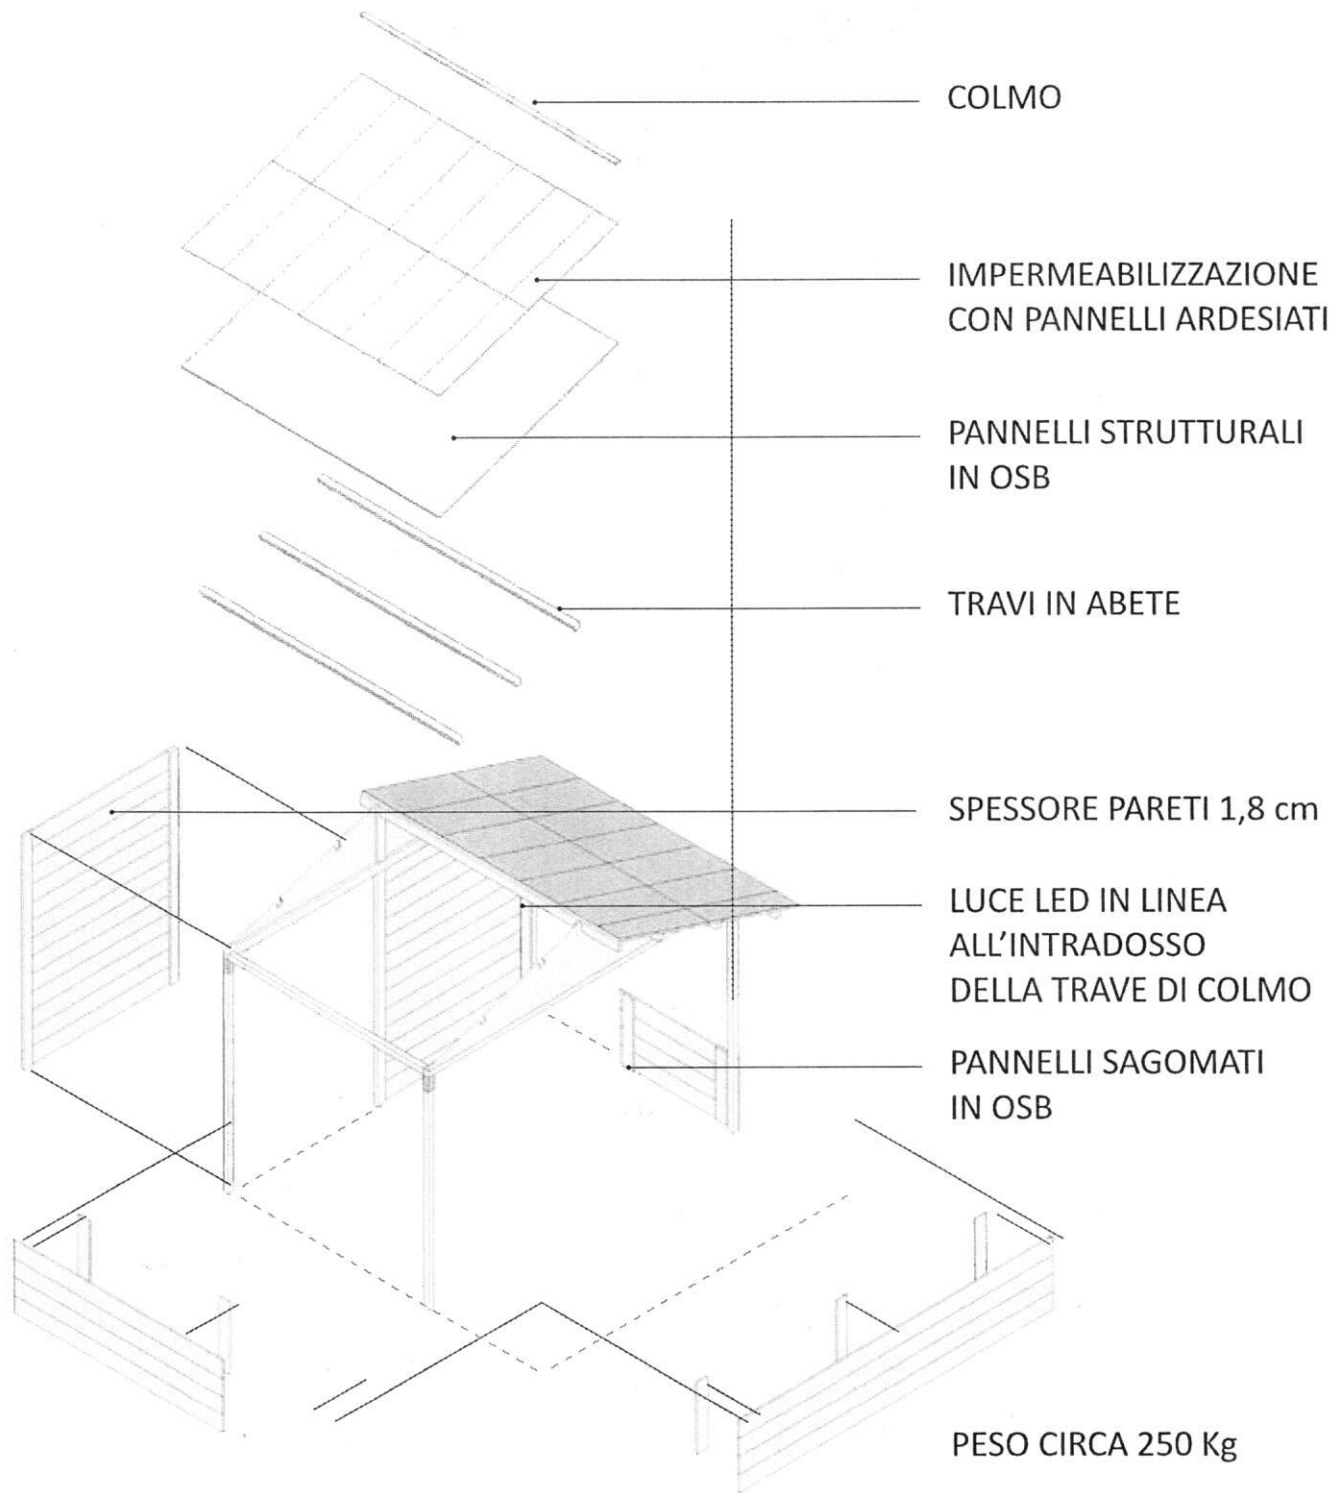 COLMO
IMPERMEABILIZZAZIONE
CON PANNELLI ARDESIATI
PANNELLI STRUTTURALI
IN OSB
TRAVI IN ABETE
SPESSORE PARETI 1,8 cm
LUCE LED IN LINEA
ALL'INTRADOSSO
DELLA TRAVE DI COLMO
PANNELLI SAGOMATI
IN OSB
PESO CIRCA 250 Kg